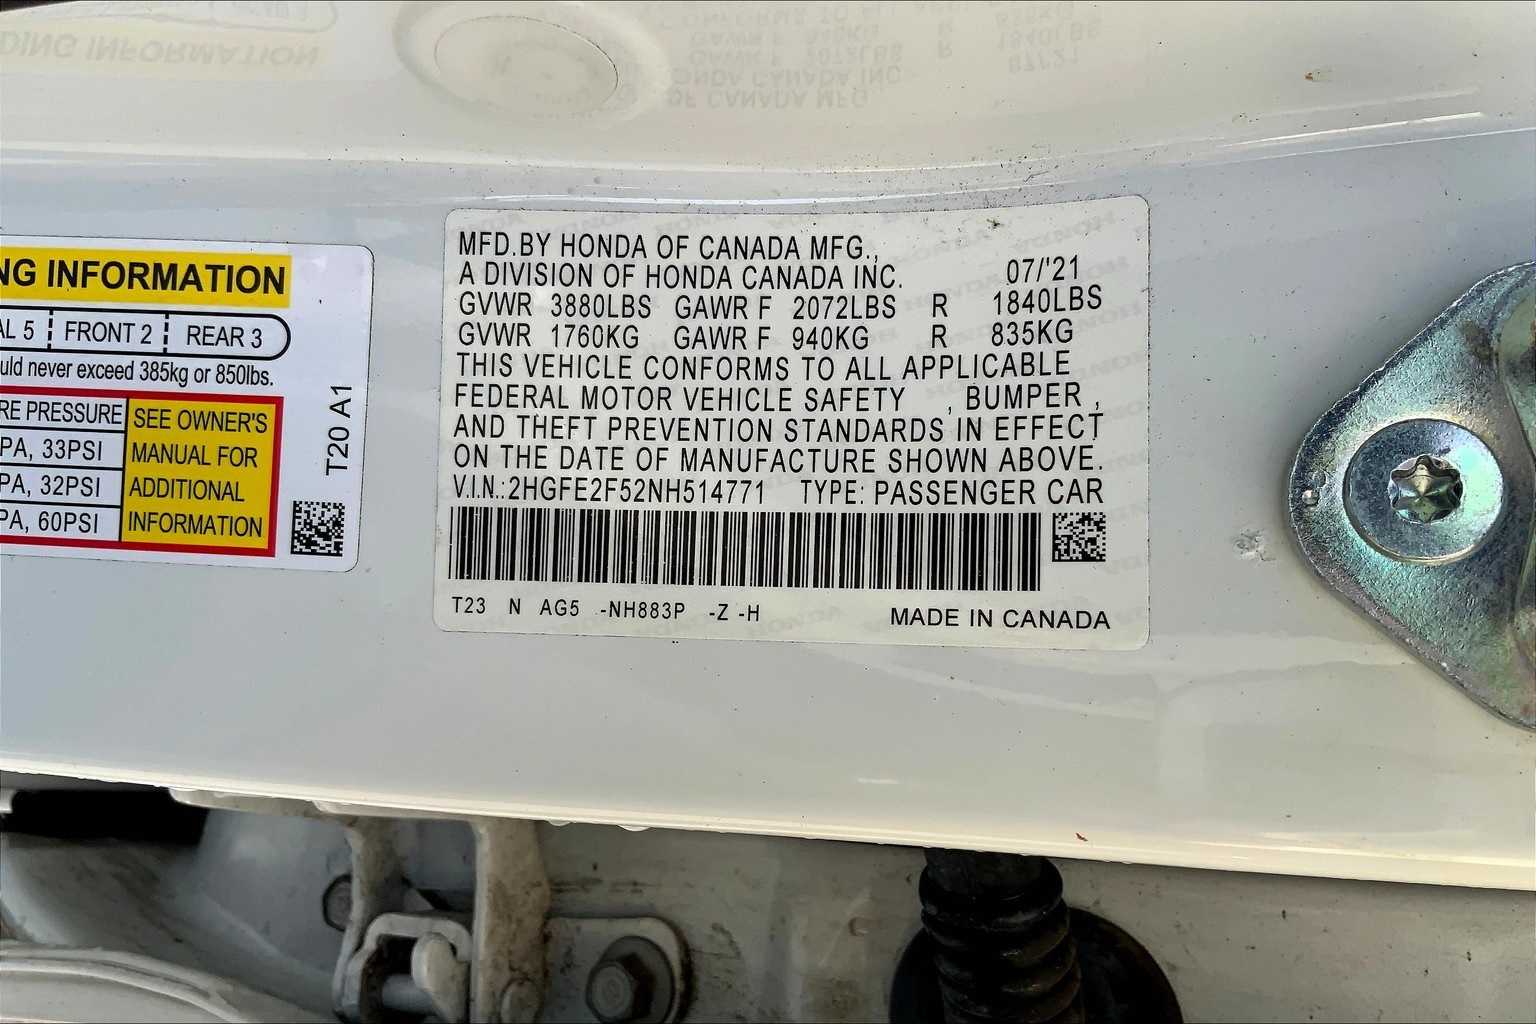 NG INFORMATION
AL 5 FRONT 2 REAR 3
uld never exceed 385kg or 850lbs.
RE PRESSURE
PA, 33PSI
PA, 32PSI
PA, 60PSI
SEE OWNER'S
MANUAL FOR
ADDITIONAL
INFORMATION
T20 A1
MFD.BY HONDA OF CANADA MFG.,
A DIVISION OF HONDA CANADA INC. 07/'21
GVWR 3880LBS GAWR F 2072LBS R 1840LBS
GVWR 1760KG GAWR F 940KG R 835KG
THIS VEHICLE CONFORMS TO ALL APPLICABLE
FEDERAL MOTOR VEHICLE SAFETY , BUMPER ,
AND THEFT PREVENTION STANDARDS IN EFFECT
ON THE DATE OF MANUFACTURE SHOWN ABOVE.
V.I.N.:2HGFE2F52NH514771 TYPE: PASSENGER CAR
T23 N AG5 -NH883P -Z -H MADE IN CANADA